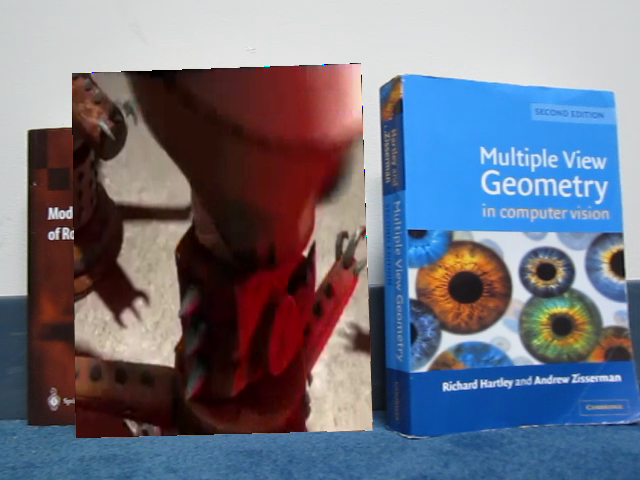 Mod
of Ro
SECOND EDITION
Multiple View
Geometry
in computer vision
Richard Hartley and Andrew Zisserman
CAMBRIDGE
Hartley and
Zisserman
Multiple View Geometry